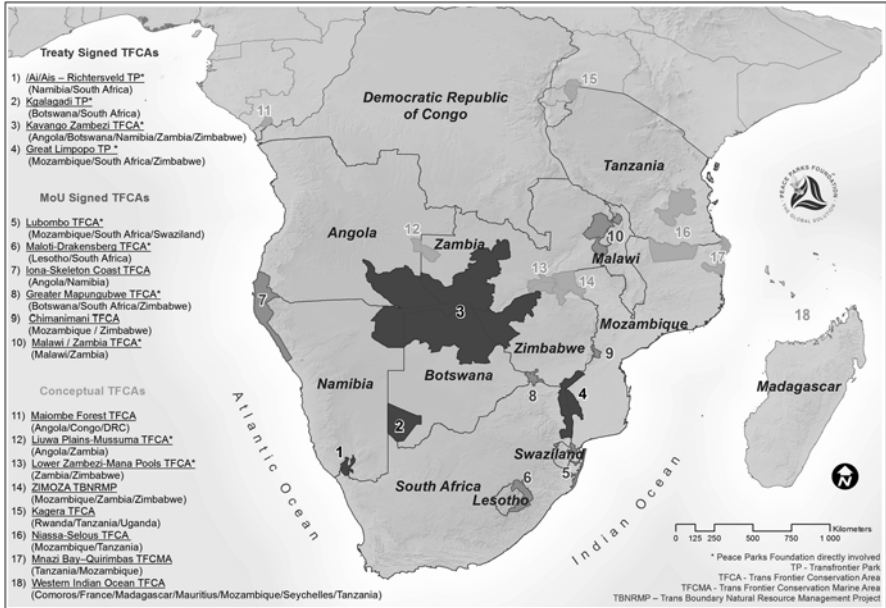 Treaty Signed TFCAs
1) /Ai/Ais – Richtersveld TP*
(Namibia/South Africa)
2) Kgalagadi TP*
(Botswana/South Africa)
3) Kavango Zambezi TFCA*
(Angola/Botswana/Namibia/Zambia/Zimbabwe)
4) Great Limpopo TP *
(Mozambique/South Africa/Zimbabwe)
MoU Signed TFCAs
5) Lubombo TFCA*
(Mozambique/South Africa/Swaziland)
6) Maloti-Drakensberg TFCA*
(Lesotho/South Africa)
7) Iona-Skeleton Coast TFCA
(Angola/Namibia)
8) Greater Mapungubwe TFCA*
(Botswana/South Africa/Zimbabwe)
9) Chimanimani TFCA
(Mozambique / Zimbabwe)
10) Malawi / Zambia TFCA*
(Malawi/Zambia)
Conceptual TFCAs
11) Maiombe Forest TFCA
(Angola/Congo/DRC)
12) Liuwa Plains-Mussuma TFCA*
(Angola/Zambia)
13) Lower Zambezi-Mana Pools TFCA*
(Zambia/Zimbabwe)
14) ZIMOZA TBNRMP
(Mozambique/Zambia/Zimbabwe)
15) Kagera TFCA
(Rwanda/Tanzania/Uganda)
16) Niassa-Selous TFCA
(Mozambique/Tanzania)
17) Mnazi Bay–Quirimbas TFCMA
(Tanzania/Mozambique)
18) Western Indian Ocean TFCA
(Comoros/France/Madagascar/Mauritius/Mozambique/Seychelles/Tanzania)
15
11
Democratic Republic
of Congo
Tanzania
PEACE PARKS FOUNDATION
THE GLOBAL SOLUTION
12
Angola
Zambia
10
16
Malawi
17
13
14
7
3
18
Mozambique
Zimbabwe
9
Botswana
Namibia
Madagascar
8
4
2
1
Swaziland
5
6
South Africa
Lesotho
N
Atlantic Ocean
Indian Ocean
Kilometers
0 125 250 500 750 1 000
* Peace Parks Foundation directly involved
TP - Transfrontier Park
TFCA - Trans Frontier Conservation Area
TFCMA - Trans Frontier Conservation Marine Area
TBNRMP – Trans Boundary Natural Resource Management Project